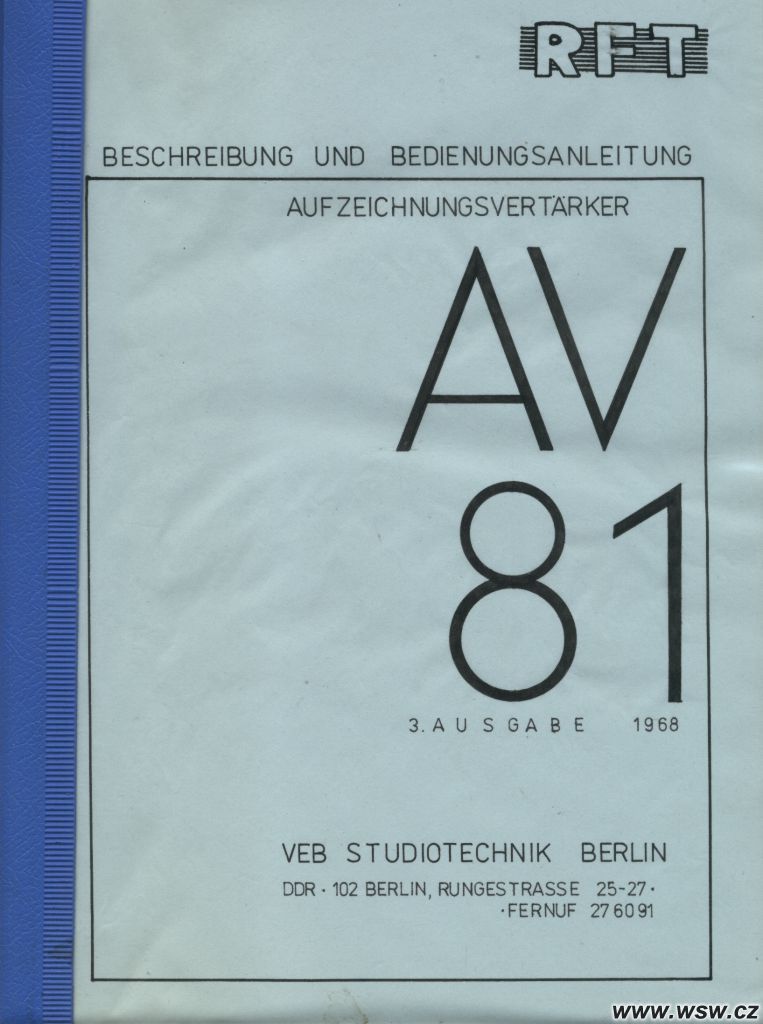 RFT
BESCHREIBUNG UND BEDIENUNGSANLEITUNG
AUFZEICHNUNGSVERTÄRKER
AV
81
3. AUSGABE 1968
VEB STUDIOTECHNIK BERLIN
DDR · 102 BERLIN, RUNGESTRASSE 25-27 ·
· FERNUF 276091
www.wsw.cz